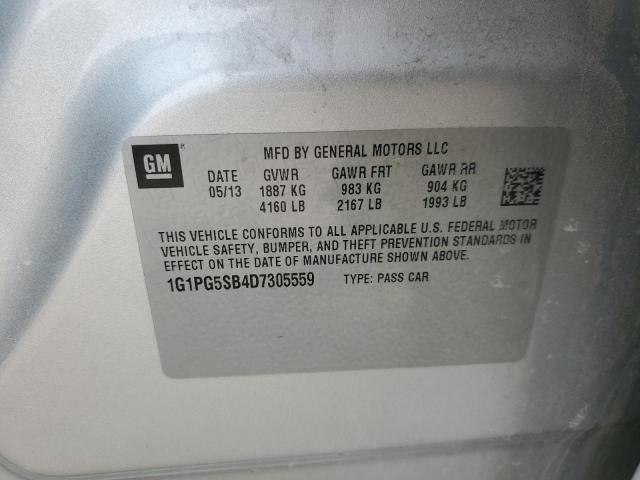 GM
MFD BY GENERAL MOTORS LLC
DATE GVWR GAWR FRT GAWR RR
05/13 1887 KG 983 KG 904 KG
4160 LB 2167 LB 1993 LB
THIS VEHICLE CONFORMS TO ALL APPLICABLE U.S. FEDERAL MOTOR
VEHICLE SAFETY, BUMPER, AND THEFT PREVENTION STANDARDS IN
EFFECT ON THE DATE OF MANUFACTURE SHOWN ABOVE.
1G1PG5SB4D7305559 TYPE: PASS CAR